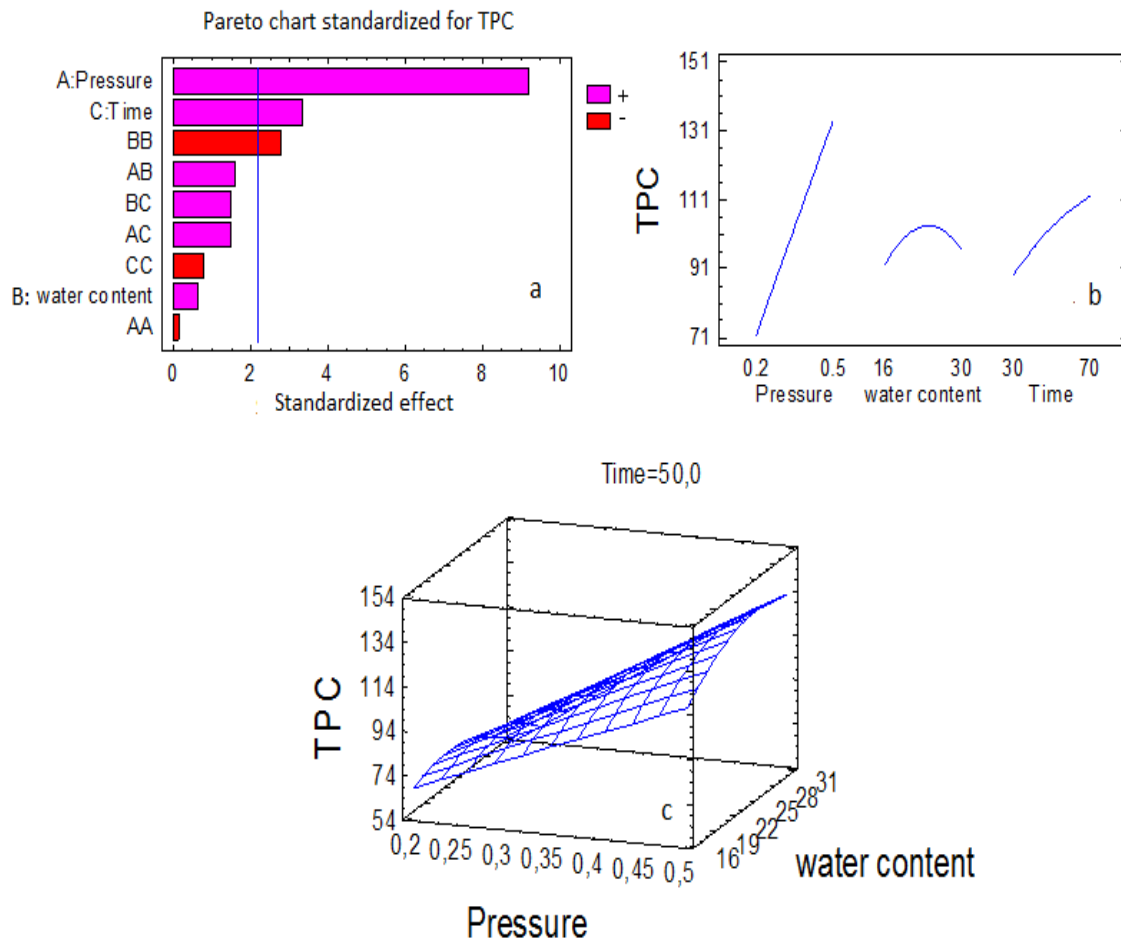 Pareto chart standardized for TPC
A:Pressure
C:Time
BB
AB
BC
AC
CC
B: water content
AA
+
-
a
0 2 4 6 8 10
Standardized effect
TPC
151
131
111
91
71
b
0.2 0.5 16 30 30 70
Pressure water content Time
Time=50,0
TPC
154
134
114
94
74
54
c
0,2 0,25 0,3 0,35 0,4 0,45 0,5
16 19 22 25 28 31
water content
Pressure